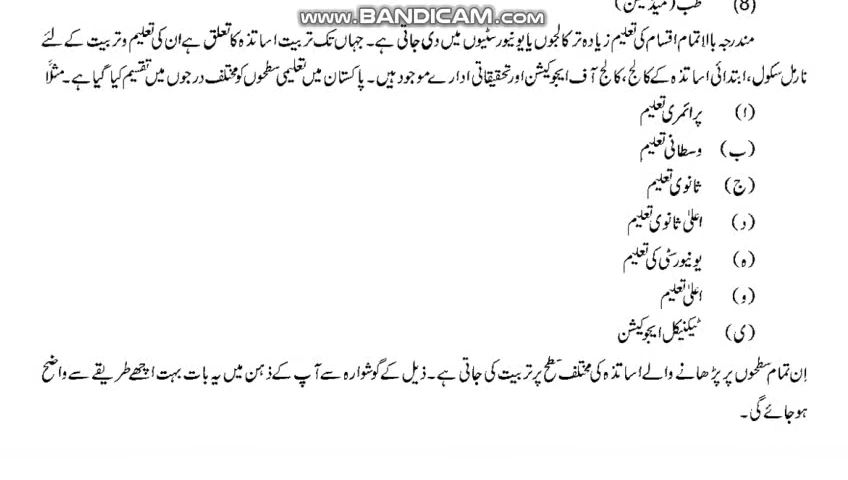 www.BANDICAM.com
(8) طب (میڈیسن)
مندرجہ بالا تمام اقسام کی تعلیم زیادہ تر کالجوں یا یونیورسٹیوں میں دی جاتی ہے۔ جہاں تک تربیت اساتذہ کا تعلق ہے ان کی تعلیم و تربیت کے لئے
نارمل سکول، ابتدائی اساتذہ کے کالج، کالج آف ایجوکیشن اور تحقیقاتی ادارے موجود ہیں۔ پاکستان میں تعلیمی سطحوں کو مختلف درجوں میں تقسیم کیا گیا ہے۔ مثلاً
(ا) پرائمری تعلیم
(ب) وسطانی تعلیم
(ج) ثانوی تعلیم
(د) اعلیٰ ثانوی تعلیم
(ہ) یونیورسٹی کی تعلیم
(و) اعلیٰ تعلیم
(ی) ٹیکنیکل ایجوکیشن
اِن تمام سطحوں پر پڑھانے والے اساتذہ کی مختلف سطح پر تربیت کی جاتی ہے۔ ذیل کے گوشوارہ سے آپ کے ذہن میں یہ بات بہت اچھے طریقے سے واضح
ہو جائے گی۔